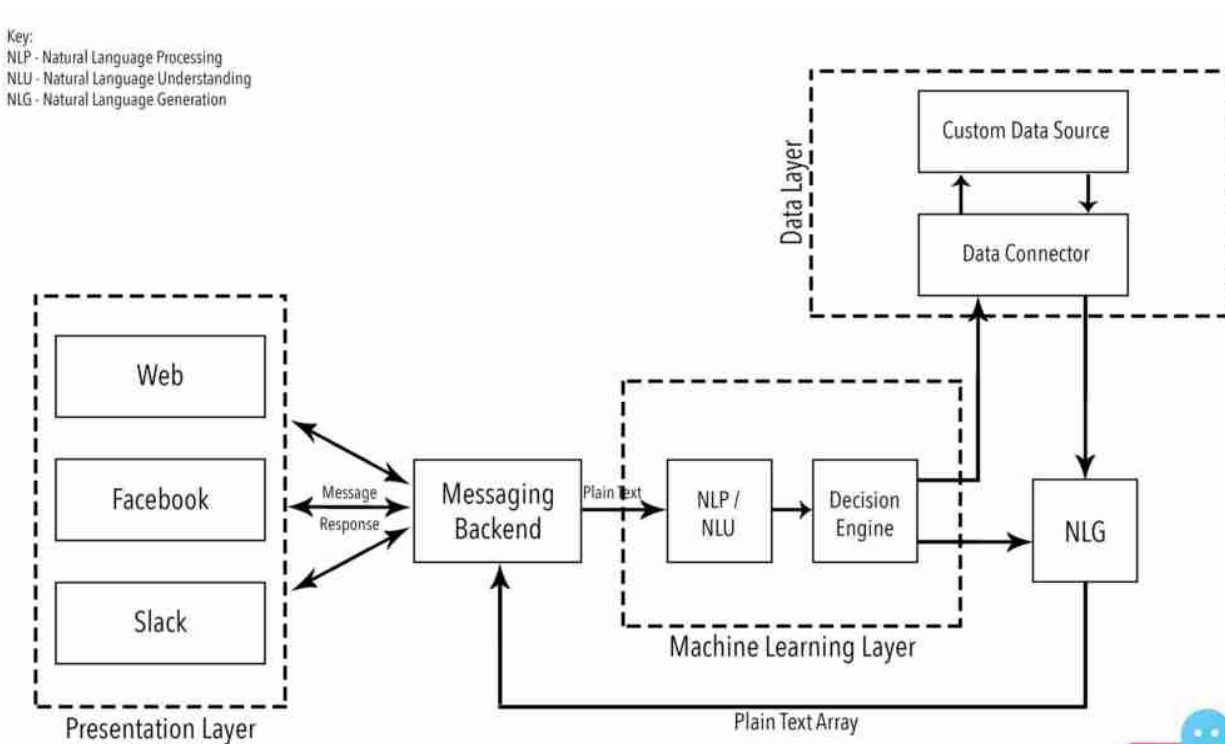 Key:
NLP - Natural Language Processing
NLU - Natural Language Understanding
NLG - Natural Language Generation
Data Layer
Custom Data Source
Data Connector
Web
Facebook
Slack
Presentation Layer
Message
Response
Messaging
Backend
Plain Text
NLP /
NLU
Decision
Engine
Machine Learning Layer
NLG
Plain Text Array